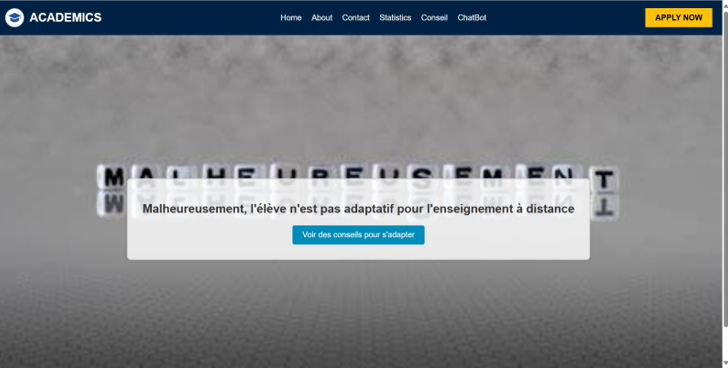 ACADEMICS
Home About Contact Statistics Conseil ChatBot
APPLY NOW
MALHEUREUSEMENT
Malheureusement, l'élève n'est pas adaptatif pour l'enseignement à distance
Voir des conseils pour s'adapter